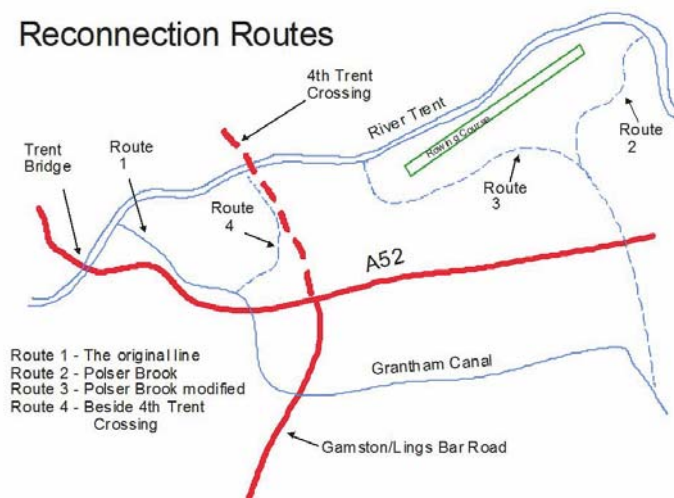 Reconnection Routes
4th Trent
Crossing
River Trent
Rowing Course
Route
2
Trent
Bridge
Route
1
Route
3
Route
4
A52
Route 1 - The original line
Route 2 - Polser Brook
Route 3 - Polser Brook modified
Route 4 - Beside 4th Trent
Crossing
Grantham Canal
Gamston/Lings Bar Road